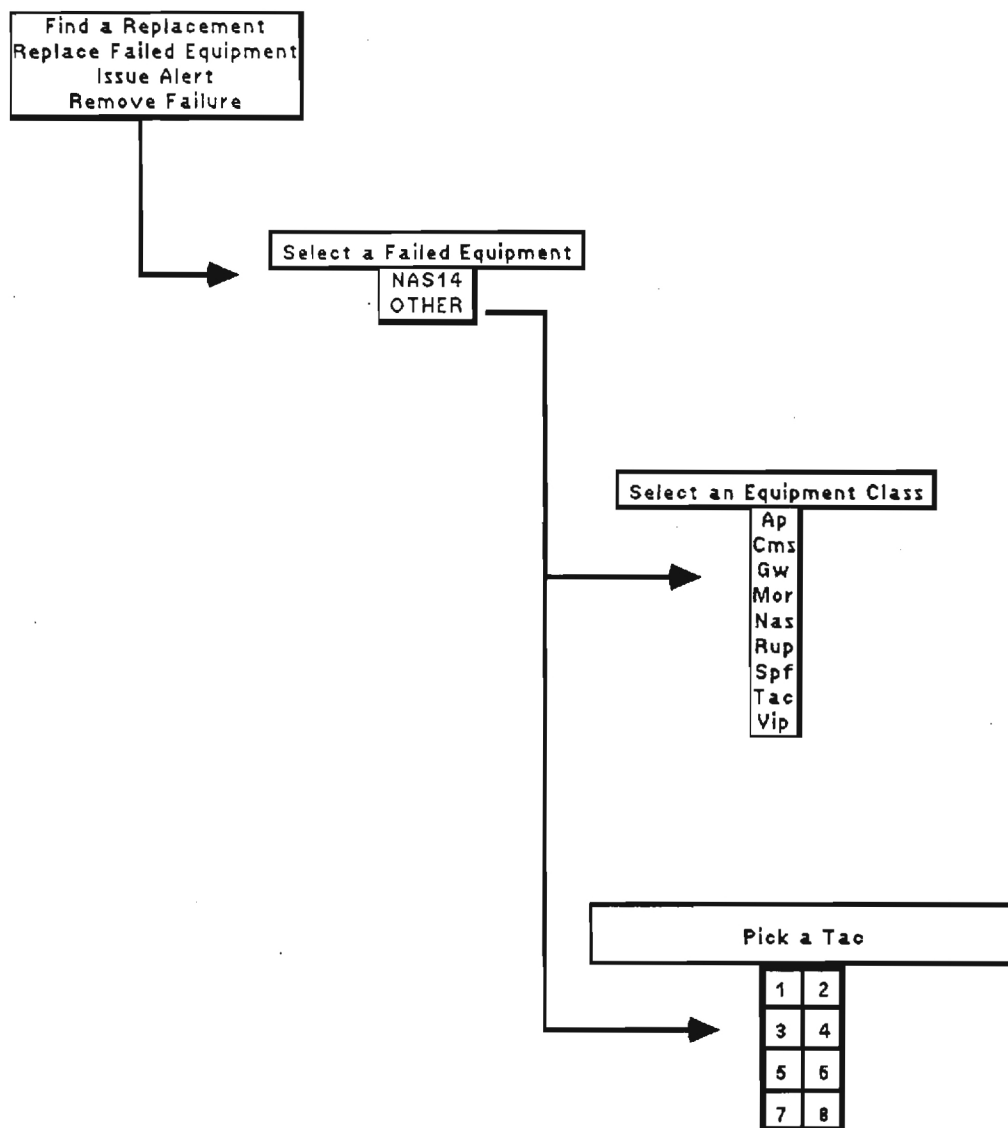 Find a Replacement
Replace Failed Equipment
Issue Alert
Remove Failure
Select a Failed Equipment
NAS14
OTHER
Select an Equipment Class
Ap
Cms
Gw
Mor
Nas
Rup
Spf
Tac
Vip
Pick a Tac
1 2
3 4
5 6
7 8